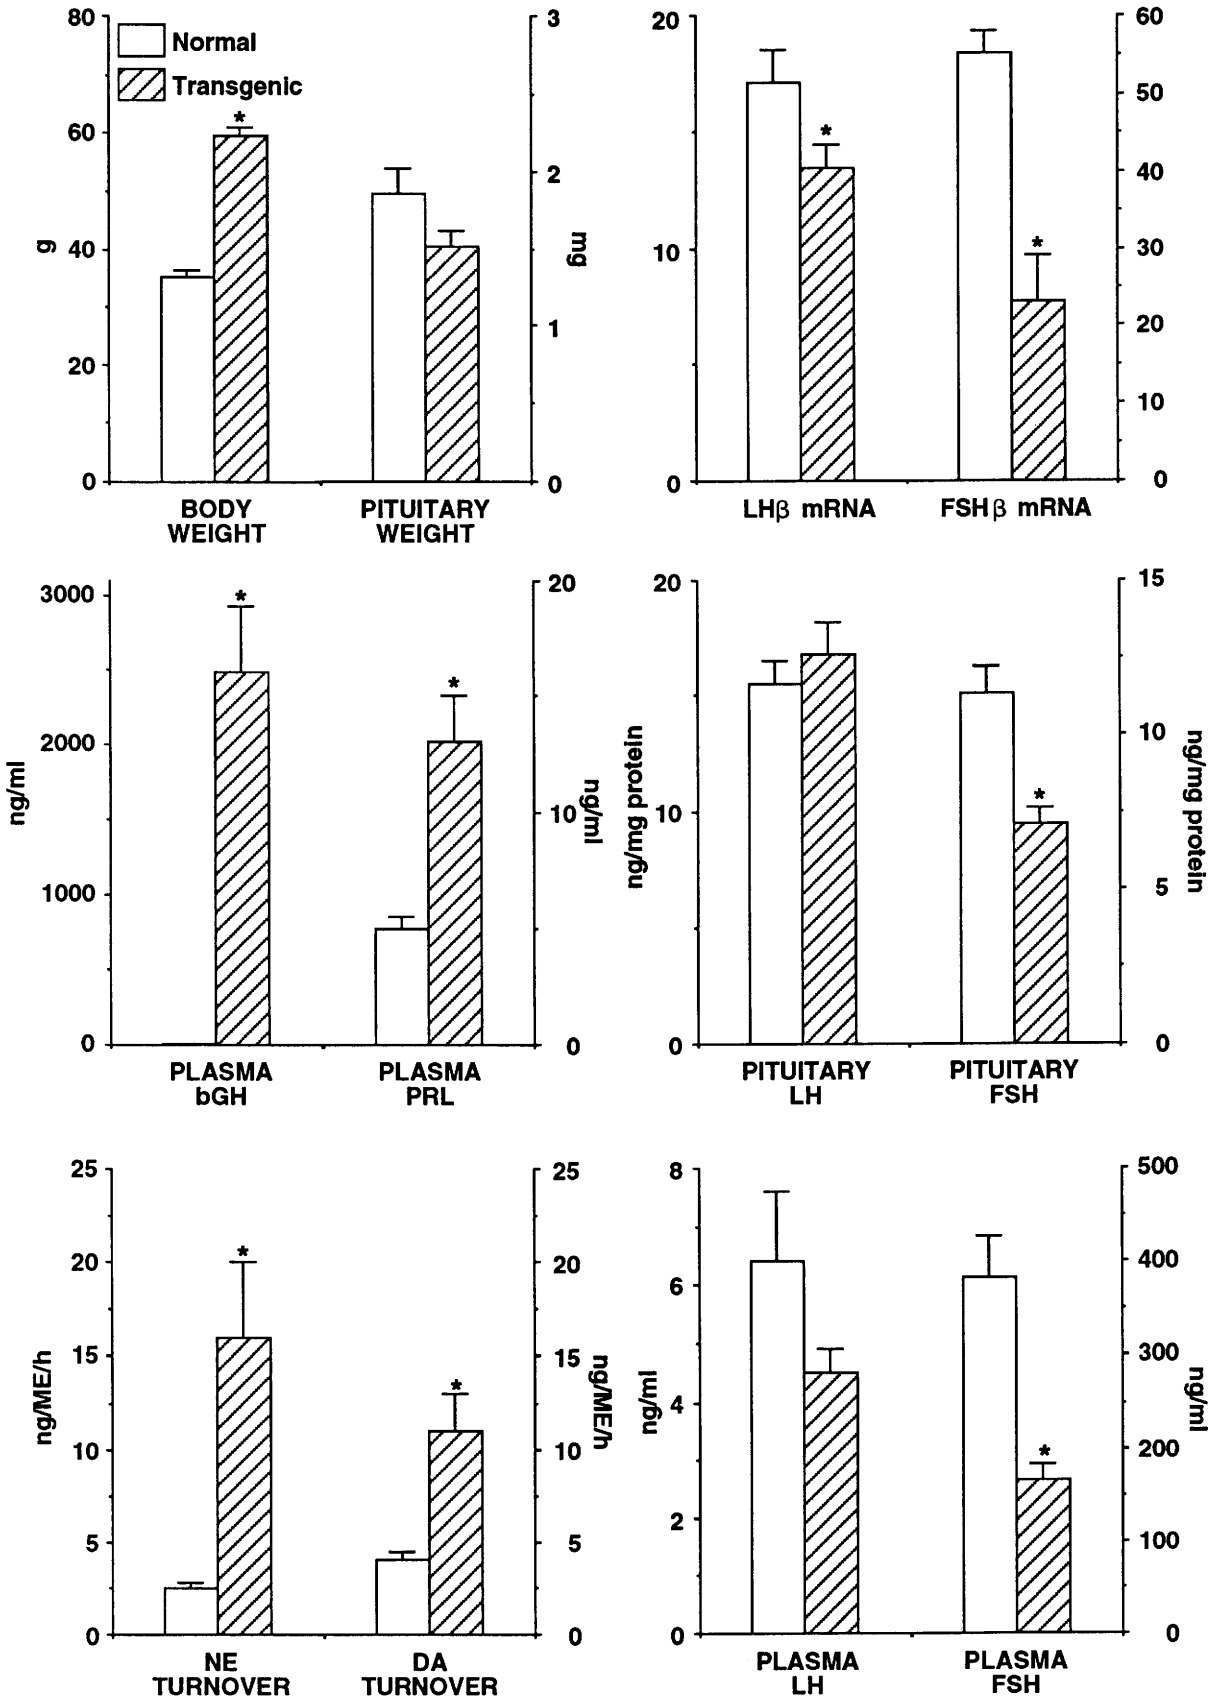 Normal
Transgenic
80
60
40
20
0
g
3
2
1
0
mg
*
BODY
WEIGHT
PITUITARY
WEIGHT
20
10
0
60
50
40
30
20
10
0
*
*
LHβ mRNA
FSHβ mRNA
3000
2000
1000
0
ng/ml
20
10
0
ng/ml
*
*
PLASMA
bGH
PLASMA
PRL
20
10
0
ng/mg protein
15
10
5
0
ng/mg protein
*
PITUITARY
LH
PITUITARY
FSH
25
20
15
10
5
0
ng/ME/h
25
20
15
10
5
0
ng/ME/h
*
*
NE
TURNOVER
DA
TURNOVER
8
6
4
2
0
ng/ml
500
400
300
200
100
0
ng/ml
*
PLASMA
LH
PLASMA
FSH